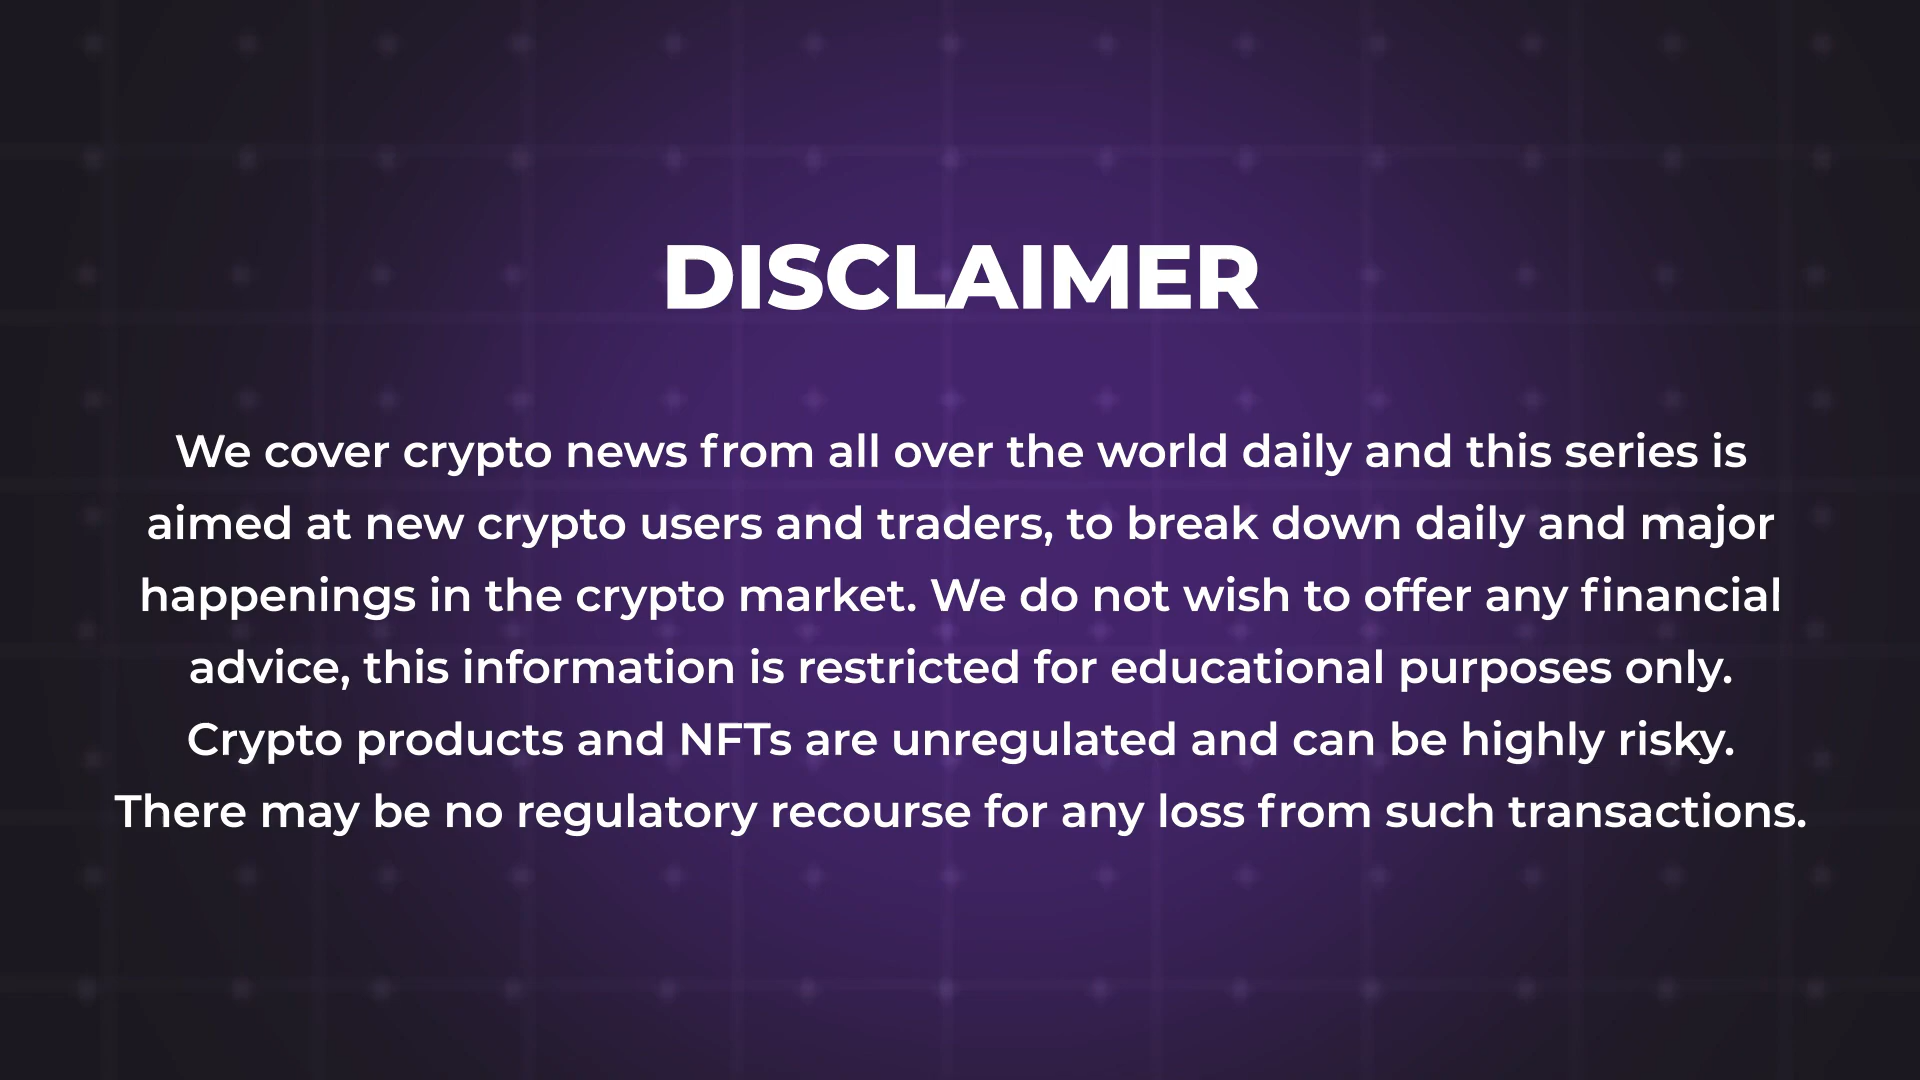 DISCLAIMER
We cover crypto news from all over the world daily and this series is
aimed at new crypto users and traders, to break down daily and major
happenings in the crypto market. We do not wish to offer any financial
advice, this information is restricted for educational purposes only.
Crypto products and NFTs are unregulated and can be highly risky.
There may be no regulatory recourse for any loss from such transactions.